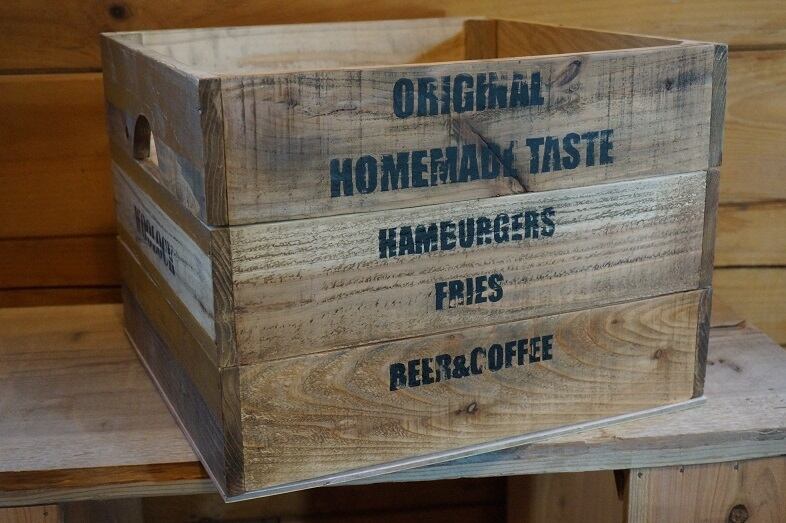 ORIGINAL
HOMEMADE TASTE
HAMBURGERS
FRIES
BEER&COFFEE